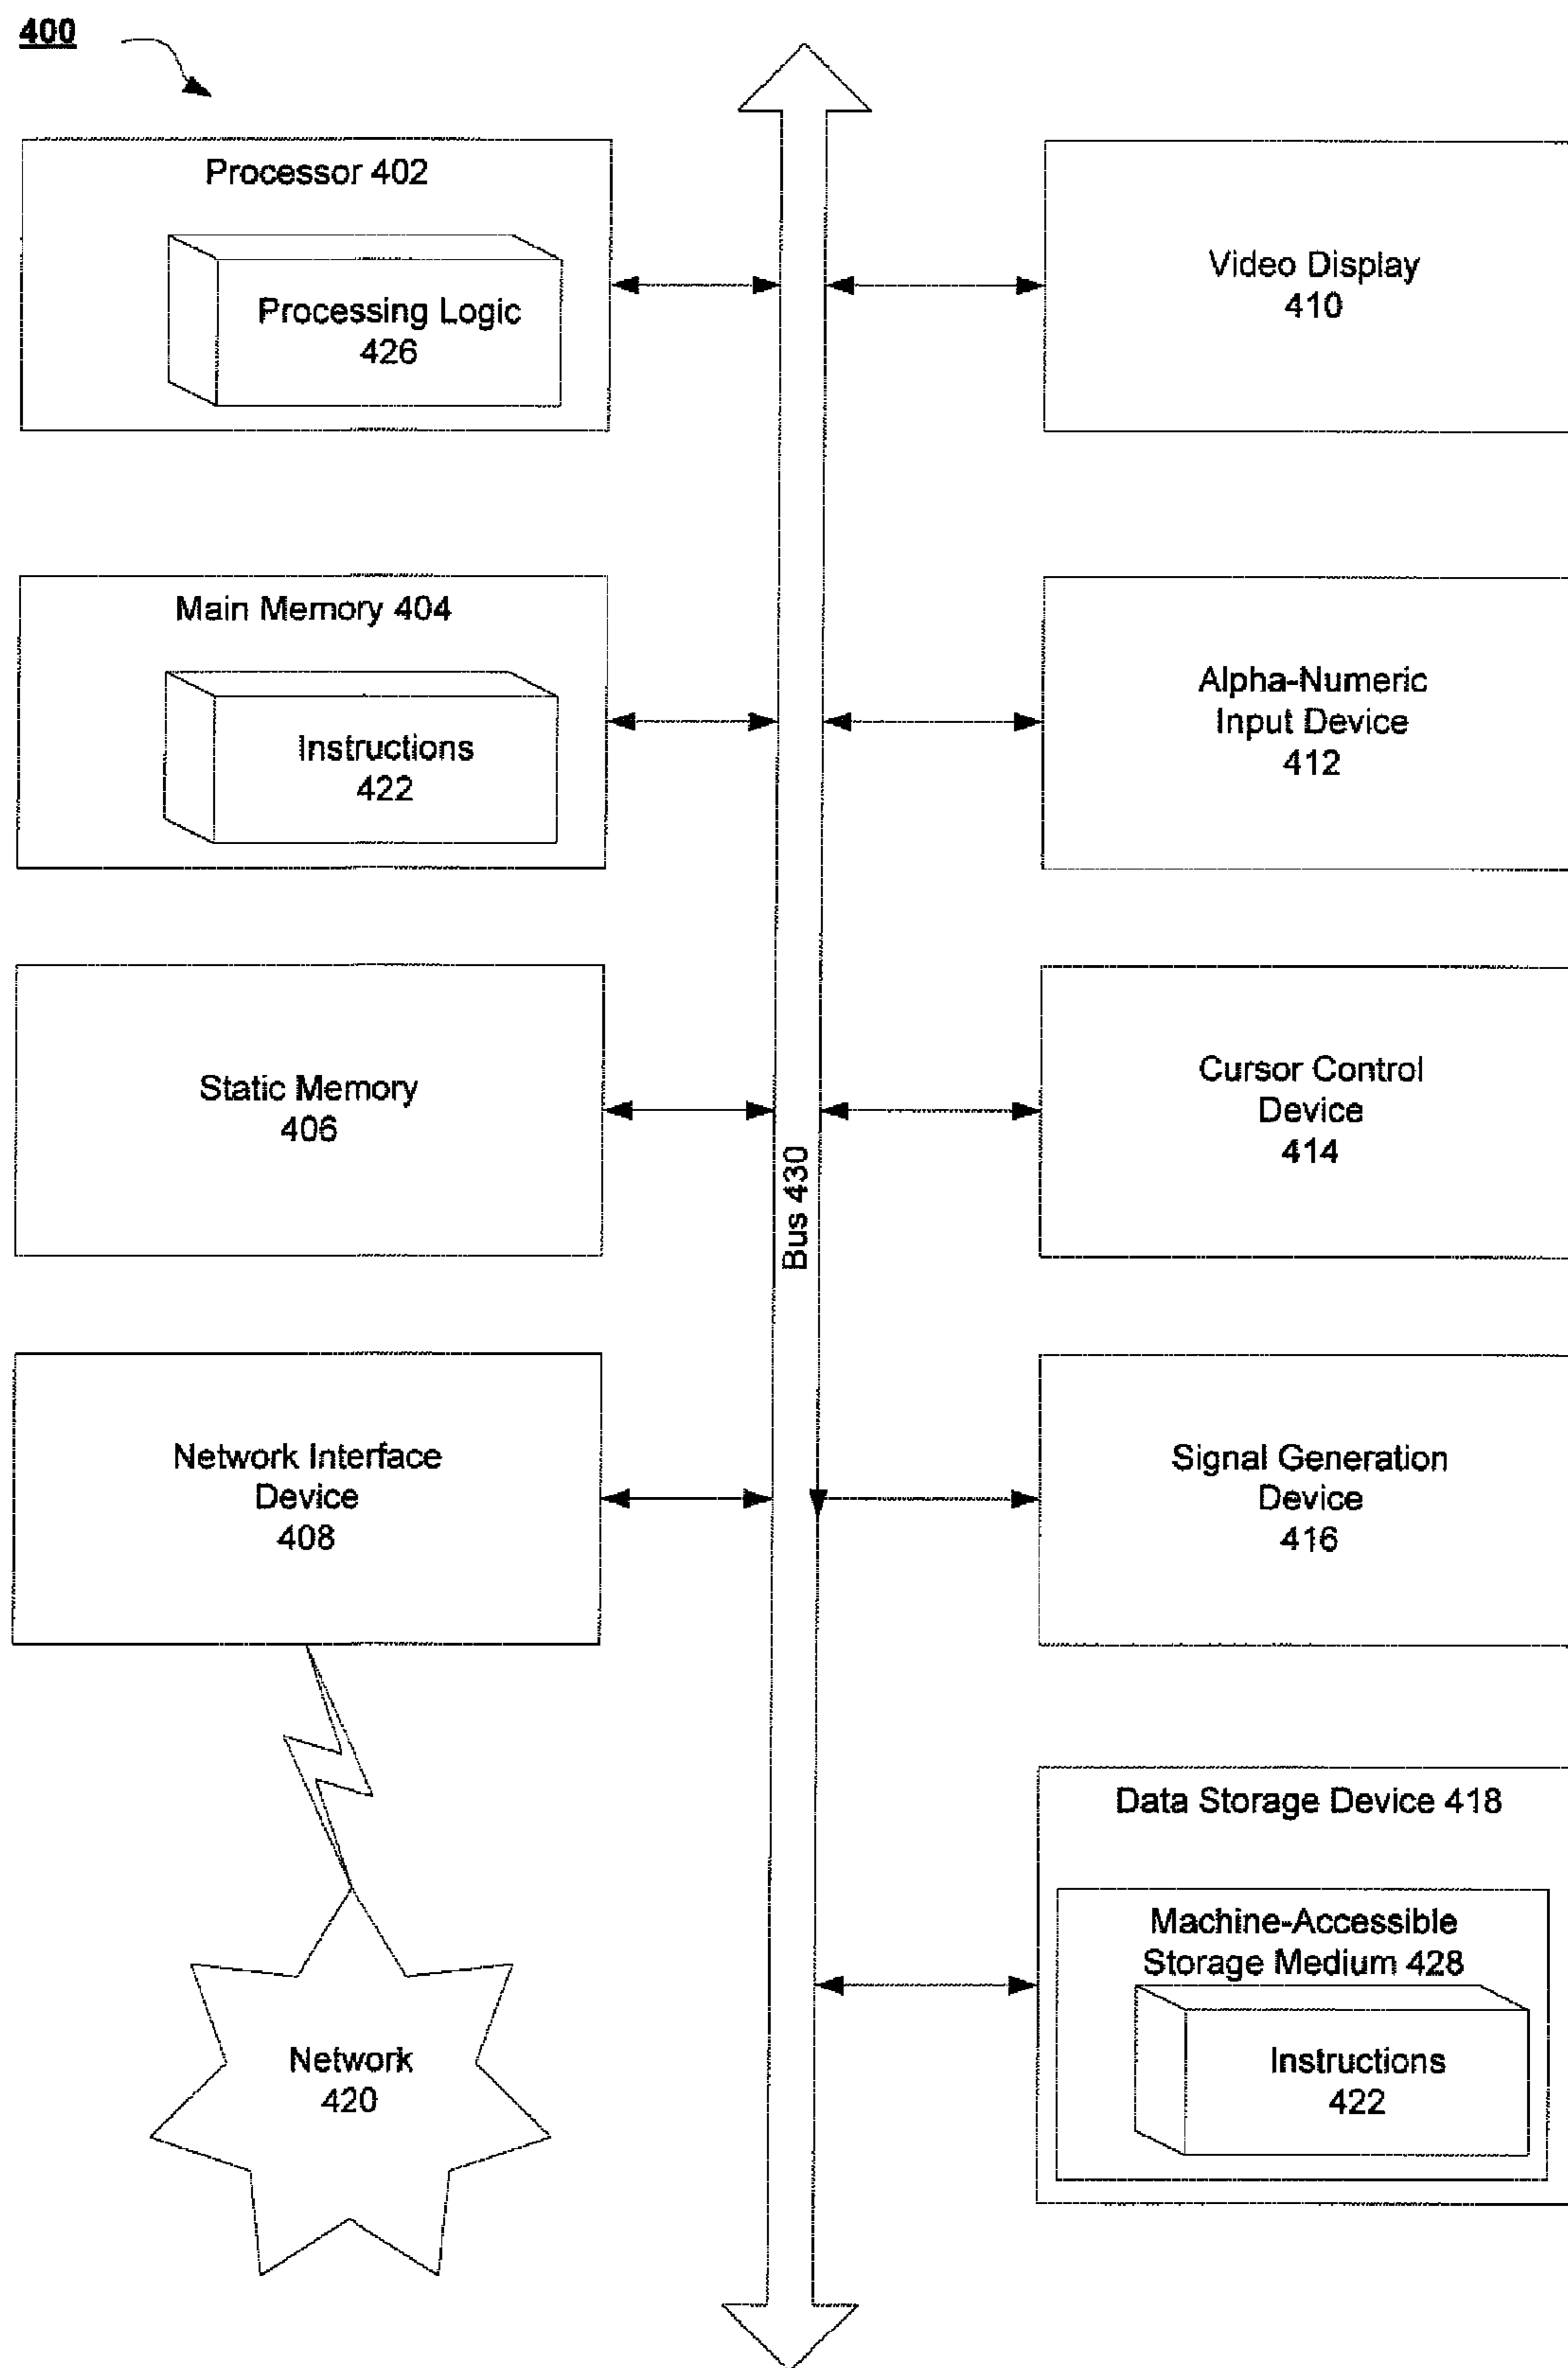 400
Processor 402
Processing Logic
426
Video Display
410
Main Memory 404
Instructions
422
Alpha-Numeric
Input Device
412
Static Memory
406
Cursor Control
Device
414
Bus 430
Network Interface
Device
408
Signal Generation
Device
416
Data Storage Device 418
Machine-Accessible
Storage Medium 428
Instructions
422
Network
420